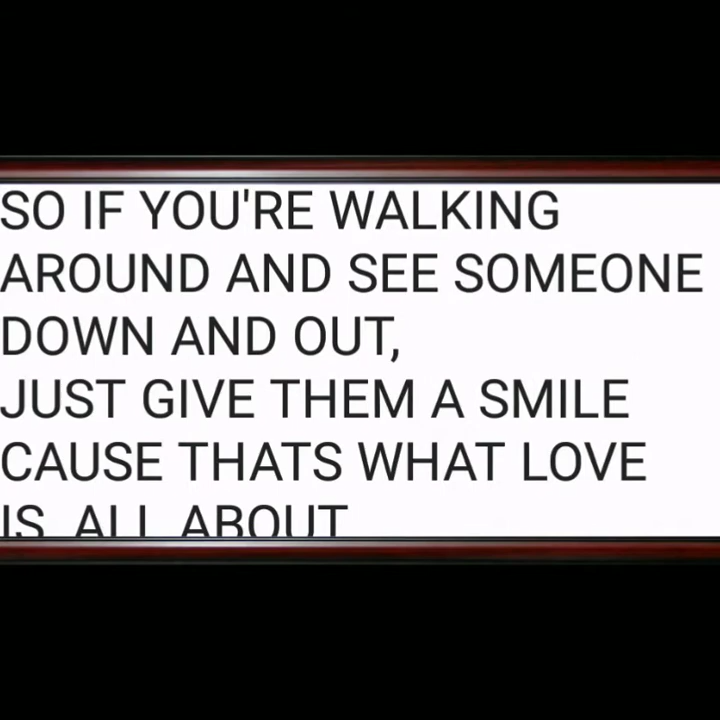 SO IF YOU'RE WALKING
AROUND AND SEE SOMEONE
DOWN AND OUT,
JUST GIVE THEM A SMILE
CAUSE THATS WHAT LOVE
IS ALL ABOUT